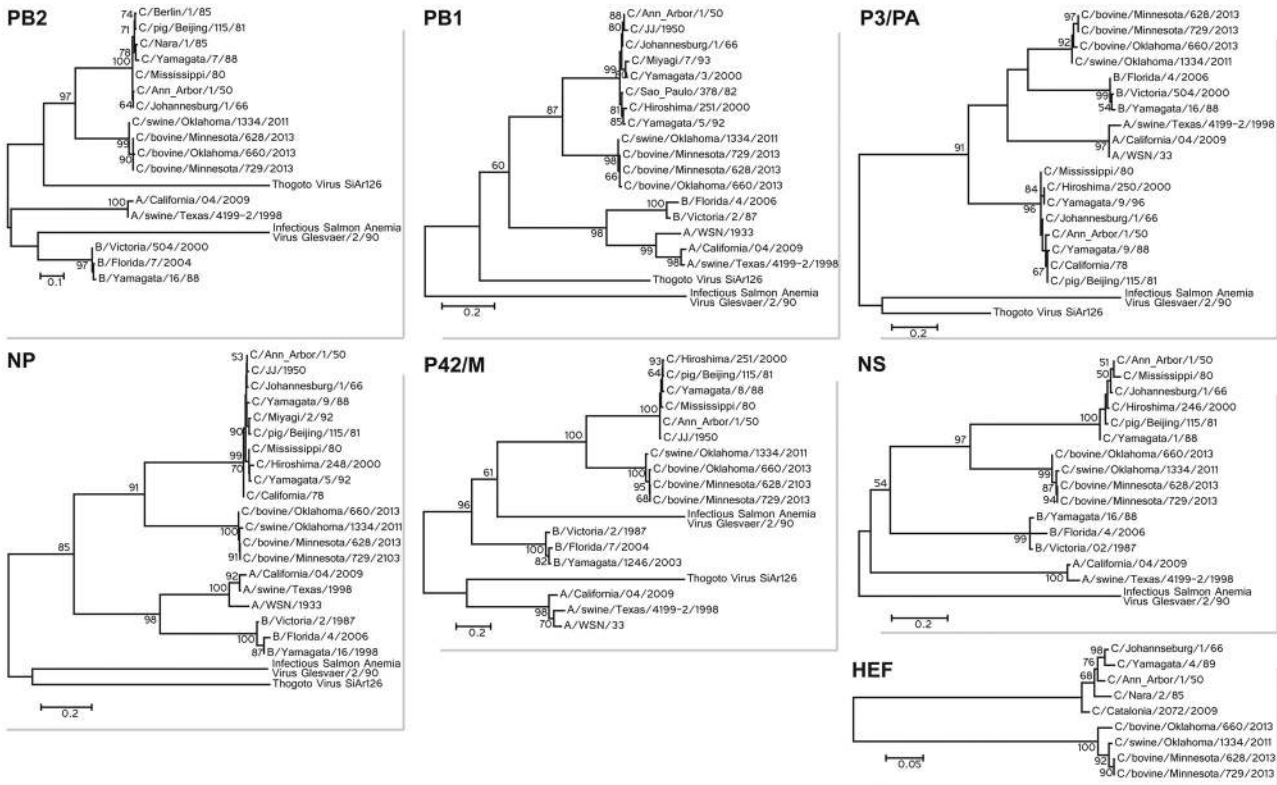 PB2
74
C/Berlin/1/85
71
C/pig/Beijing/115/81
C/Nara/1/85
78
C/Yamagata/7/88
100
C/Mississippi/80
97
C/Ann_Arbor/1/50
64
C/Johannesburg/1/66
C/swine/Oklahoma/1334/2011
99
C/bovine/Minnesota/628/2013
90
C/bovine/Oklahoma/660/2013
C/bovine/Minnesota/729/2013
Thogoto Virus SiAr126
100
A/California/04/2009
A/swine/Texas/4199-2/1998
Infectious Salmon Anemia
Virus Glesvaer/2/90
B/Victoria/504/2000
97
B/Florida/7/2004
B/Yamagata/16/88
0.1
PB1
88
C/Ann_Arbor/1/50
80
C/JJ/1950
C/Johannesburg/1/66
C/Miyagi/7/93
99
C/Yamagata/3/2000
C/Sao_Paulo/378/82
87
81
C/Hiroshima/251/2000
85
C/Yamagata/5/92
C/swine/Oklahoma/1334/2011
98
C/bovine/Minnesota/729/2013
60
C/bovine/Minnesota/628/2013
66
C/bovine/Oklahoma/660/2013
100
B/Florida/4/2006
B/Victoria/2/87
98
A/WSN/1933
99
A/California/04/2009
98
A/swine/Texas/4199-2/1998
Thogoto Virus SiAr126
Infectious Salmon Anemia
Virus Glesvaer/2/90
0.2
P3/PA
97
C/bovine/Minnesota/628/2013
C/bovine/Minnesota/729/2013
92
C/bovine/Oklahoma/660/2013
C/swine/Oklahoma/1334/2011
B/Florida/4/2006
99
B/Victoria/504/2000
54
B/Yamagata/16/88
A/swine/Texas/4199-2/1998
A/California/04/2009
97
A/WSN/33
91
C/Mississippi/80
84
C/Hiroshima/250/2000
C/Yamagata/9/96
96
C/Johannesburg/1/66
C/Ann_Arbor/1/50
C/Yamagata/9/88
67
C/California/78
C/pig/Beijing/115/81
Infectious Salmon Anemia
Virus Glesvaer/2/90
Thogoto Virus SiAr126
0.2
NP
53
C/Ann_Arbor/1/50
C/JJ/1950
C/Johannesburg/1/66
C/Yamagata/9/88
C/Miyagi/2/92
90
C/pig/Beijing/115/81
C/Mississippi/80
99
70
C/Hiroshima/248/2000
C/Yamagata/5/92
91
C/California/78
C/bovine/Oklahoma/660/2013
100
C/swine/Oklahoma/1334/2011
C/bovine/Minnesota/628/2013
91
C/bovine/Minnesota/729/2103
85
92
A/California/04/2009
100
A/swine/Texas/1998
A/WSN/1933
98
B/Victoria/2/1987
100
B/Florida/4/2006
87
B/Yamagata/16/1998
Infectious Salmon Anemia
Virus Glesvaer/2/90
Thogoto Virus SiAr126
0.2
P42/M
93
C/Hiroshima/251/2000
64
C/pig/Beijing/115/81
C/Yamagata/8/88
C/Mississippi/80
100
C/Ann_Arbor/1/50
C/JJ/1950
100
C/swine/Oklahoma/1334/2011
100
C/bovine/Oklahoma/660/2013
95
C/bovine/Minnesota/628/2103
68
C/bovine/Minnesota/729/2013
61
Infectious Salmon Anemia
Virus Glesvaer/2/90
96
B/Victoria/2/1987
100
B/Florida/7/2004
82
B/Yamagata/1246/2003
Thogoto Virus SiAr126
A/California/04/2009
98
A/swine/Texas/4199-2/1998
70
A/WSN/33
0.2
NS
51
C/Ann_Arbor/1/50
50
C/Mississippi/80
C/Johannesburg/1/66
C/Hiroshima/246/2000
100
C/pig/Beijing/115/81
C/Yamagata/1/88
97
C/bovine/Oklahoma/660/2013
99
C/swine/Oklahoma/1334/2011
87
C/bovine/Minnesota/628/2013
94
C/bovine/Minnesota/729/2013
54
B/Yamagata/16/88
B/Florida/4/2006
99
B/Victoria/02/1987
A/California/04/2009
100
A/swine/Texas/4199-2/1998
Infectious Salmon Anemia
Virus Glesvaer/2/90
0.2
HEF
98
C/Johannseburg/1/66
76
C/Yamagata/4/89
68
C/Ann_Arbor/1/50
C/Nara/2/85
C/Catalonia/2072/2009
C/bovine/Oklahoma/660/2013
100
C/swine/Oklahoma/1334/2011
92
C/bovine/Minnesota/628/2013
90
C/bovine/Minnesota/729/2013
0.05